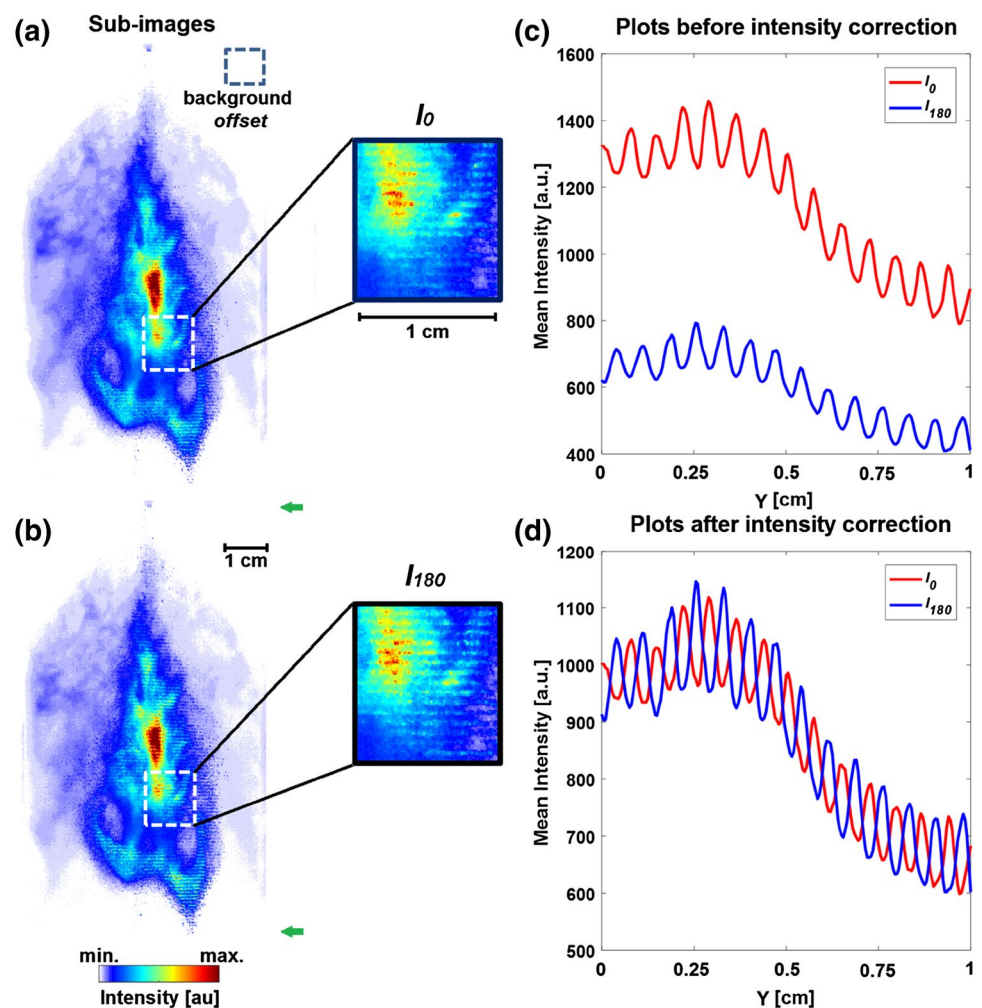 (a)
Sub-images
background
offset
I0
1 cm
(b)
1 cm
I180
min. max.
Intensity [au]
(c)
Plots before intensity correction
1600
1400
1200
1000
800
600
400
Mean Intensity [a.u.]
I0
I180
0 0.25 0.5 0.75 1
Y [cm]
(d)
Plots after intensity correction
1200
1100
1000
900
800
700
600
500
Mean Intensity [a.u.]
I0
I180
0 0.25 0.5 0.75 1
Y [cm]